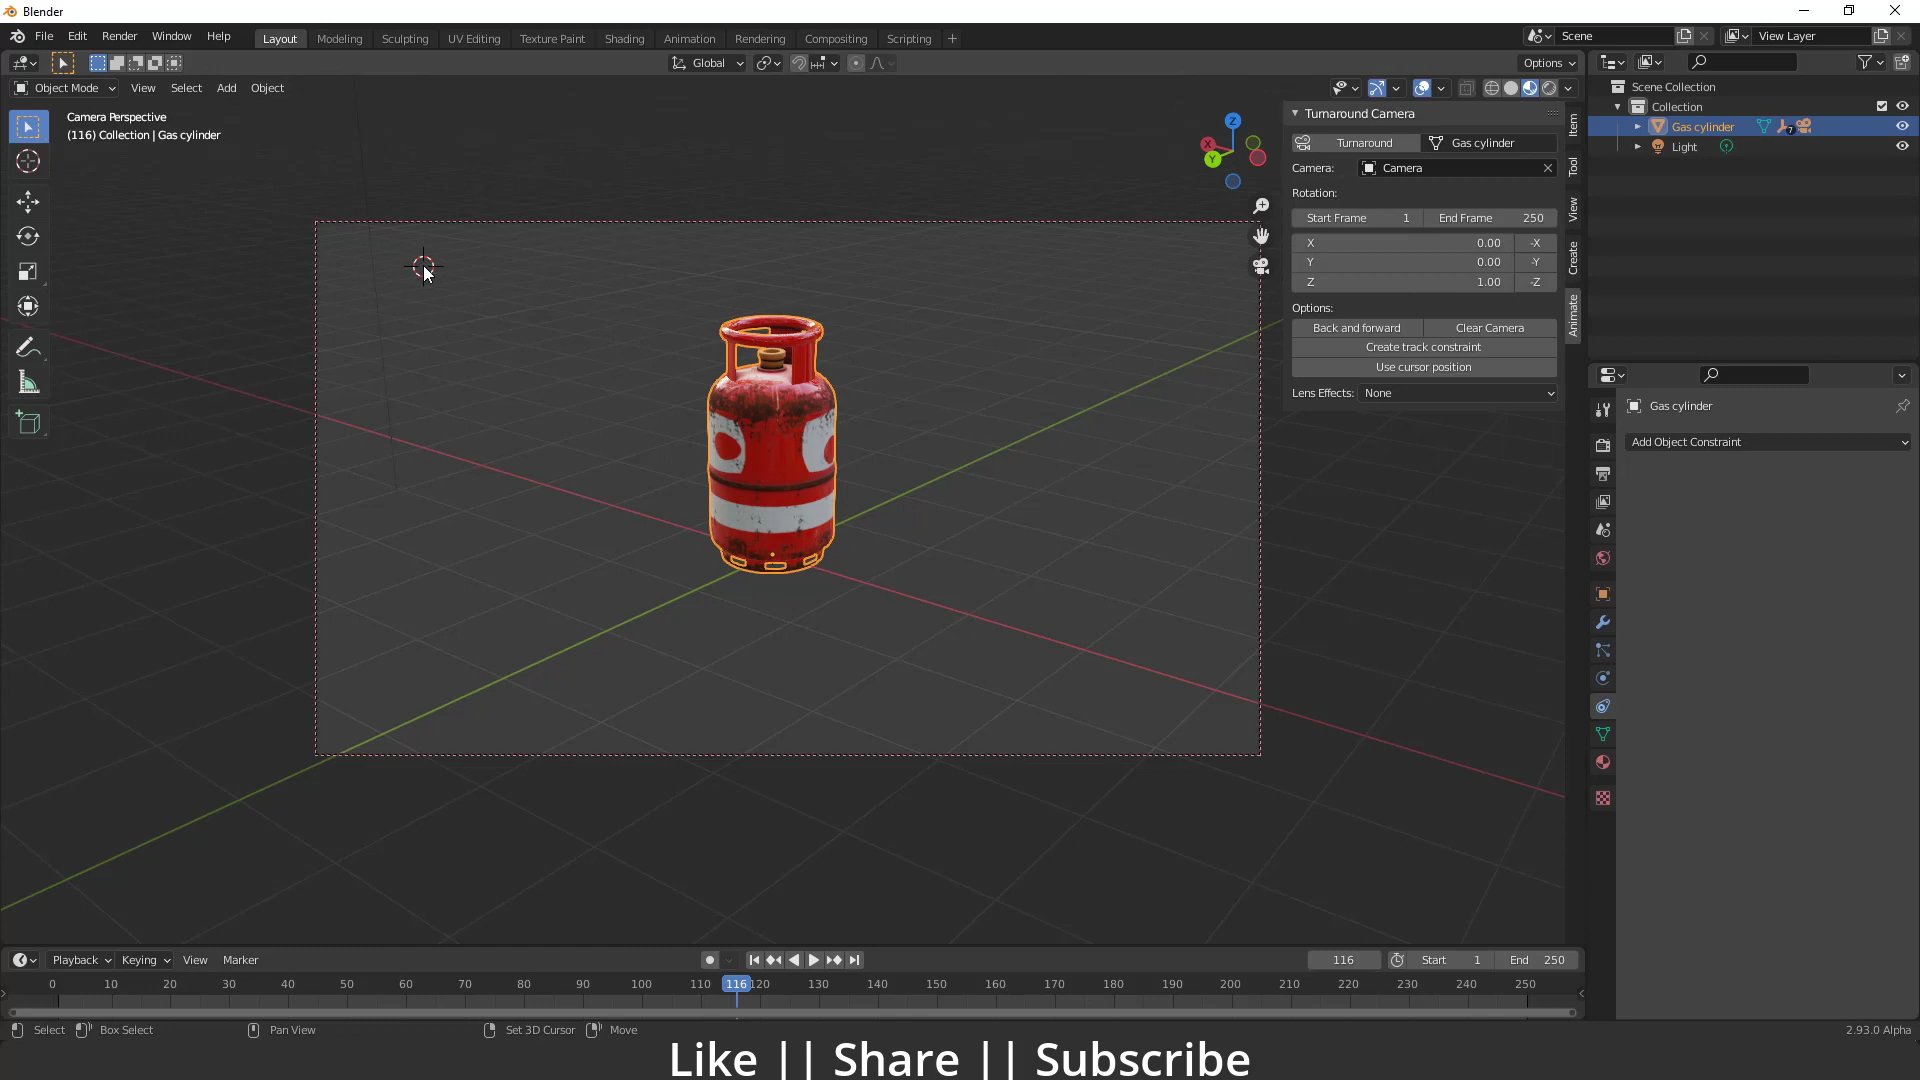 Blender
File Edit Render Window Help
Layout Modeling Sculpting UV Editing Texture Paint Shading Animation Rendering Compositing Scripting +
Scene
View Layer
Global
Options
Object Mode View Select Add Object
Camera Perspective
(116) Collection | Gas cylinder
Z
X
Y
Turnaround Camera
Turnaround Gas cylinder
Camera: Camera
Rotation:
Start Frame 1 End Frame 250
X 0.00 -X
Y 0.00 -Y
Z 1.00 -Z
Options:
Back and forward Clear Camera
Create track constraint
Use cursor position
Lens Effects: None
Item
Tool
View
Create
Animate
Scene Collection
Collection
Gas cylinder 7
Light
Gas cylinder
Add Object Constraint
Playback Keying View Marker
116 Start 1 End 250
0 10 20 30 40 50 60 70 80 90 100 110 116 120 130 140 150 160 170 180 190 200 210 220 230 240 250
Select Box Select Pan View Set 3D Cursor Move 2.93.0 Alpha
Like || Share || Subscribe